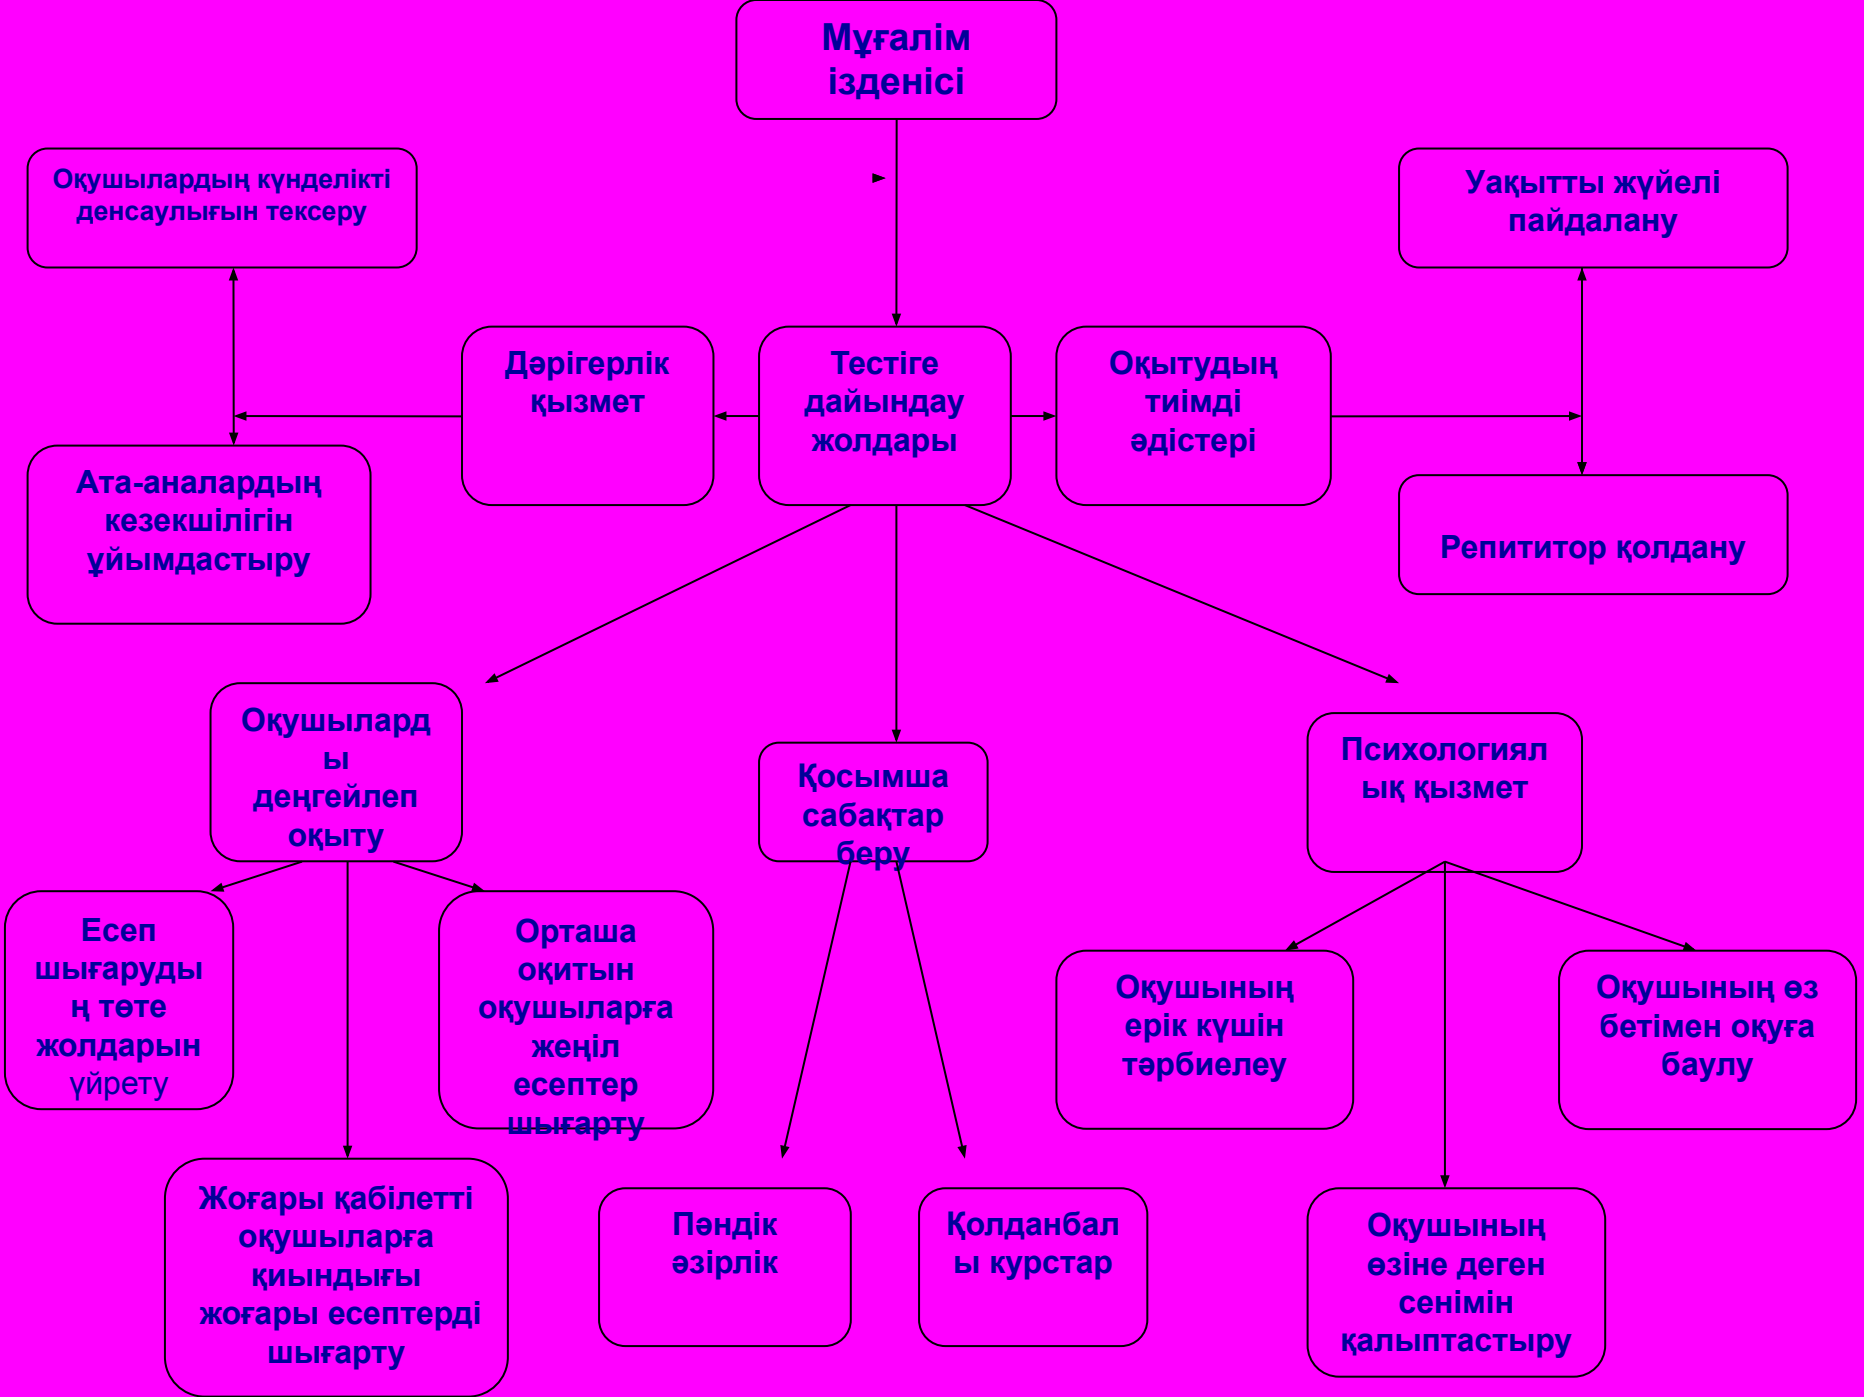 Мұғалім
ізденісі
Оқушылардың күнделікті
денсаулығын тексеру
Уақытты жүйелі
пайдалану
Дәрігерлік
қызмет
Тестіге
дайындау
жолдары
Оқытудың
тиімді
әдістері
Ата-аналардың
кезекшілігін
ұйымдастыру
Репититор қолдану
Оқушылард
ы
деңгейлеп
оқыту
Қосымша
сабақтар
беру
Психологиял
ық қызмет
Есеп
шығаруды
ң төте
жолдарын
үйрету
Орташа
оқитын
оқушыларға
жеңіл
есептер
шығарту
Оқушының
ерік күшін
тәрбиелеу
Оқушының өз
бетімен оқуға
баулу
Жоғары қабілетті
оқушыларға
қиындығы
жоғары есептерді
шығарту
Пәндік
әзірлік
Қолданбал
ы курстар
Оқушының
өзіне деген
сенімін
қалыптастыру